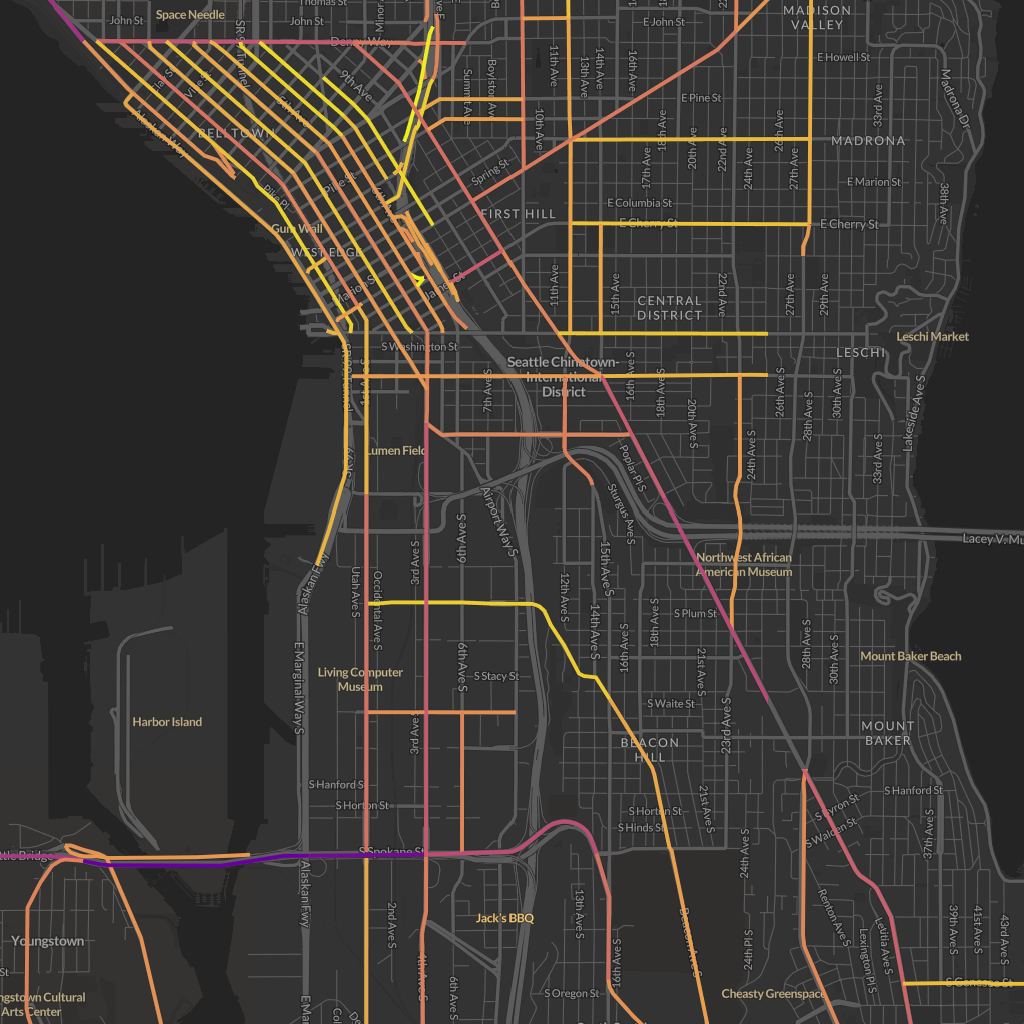 Thomas St
Space Needle
John St
John St
E John St
MADISON
VALLEY
Denny Way
E Howell St
9th Ave
Summit Ave
Boylston Ave
11th Ave
13th Ave
14th Ave
16th Ave
E Pine St
33rd Ave
Madrona Dr
BELLTOWN
Alaskan Way
10th Ave
18th Ave
20th Ave
22nd Ave
26th Ave
MADRONA
17th Ave
24th Ave
27th Ave
Spring St
Pine St
E Marion St
38th Ave
Pike Pl
E Columbia St
FIRST HILL
E Cherry St
E Cherry St
Gum Wall
WEST EDGE
Marion St
James St
11th Ave
15th Ave
22nd Ave
27th Ave
29th Ave
CENTRAL
DISTRICT
Leschi Market
LESCHI
S Washington St
Seattle Chinatown-
International
District
7th Ave S
16th Ave S
18th Ave S
20th Ave S
26th Ave S
28th Ave S
30th Ave S
Lakeside Ave S
Lumen Field
24th Ave S
33rd Ave S
Poplar Pl S
Sturgus Ave S
Airport Way S
6th Ave S
3rd Ave S
Lacey V. Mu
Northwest African
American Museum
Alaskan Fwy
Utah Ave S
Occidental Ave S
12th Ave S
15th Ave S
14th Ave S
16th Ave S
18th Ave S
S Plum St
28th Ave S
30th Ave S
Mount Baker Beach
E Marginal Way S
6th Ave S
21st Ave S
Living Computer
Museum
S Stacy St
S Waite St
23rd Ave S
Harbor Island
3rd Ave S
BEACON
HILL
MOUNT
BAKER
S Hanford St
S Horton St
S Horton St
S Hinds St
21st Ave S
S Hanford St
S Byron St
S Walden St
37th Ave S
ttle Bridge
S Spokane St
24th Ave S
Alaskan Fwy
2nd Ave S
Jack's BBQ
13th Ave S
16th Ave S
Beacon Ave S
24th Pl S
Renton Ave S
Letitia Ave S
Lexington Pl S
39th Ave S
41st Ave S
43rd Ave S
Youngstown
St
4th Ave S
6th Ave S
S Oregon St
Cheasty Greenspace
S Genesee St
ngstown Cultural
Arts Center
E Ma